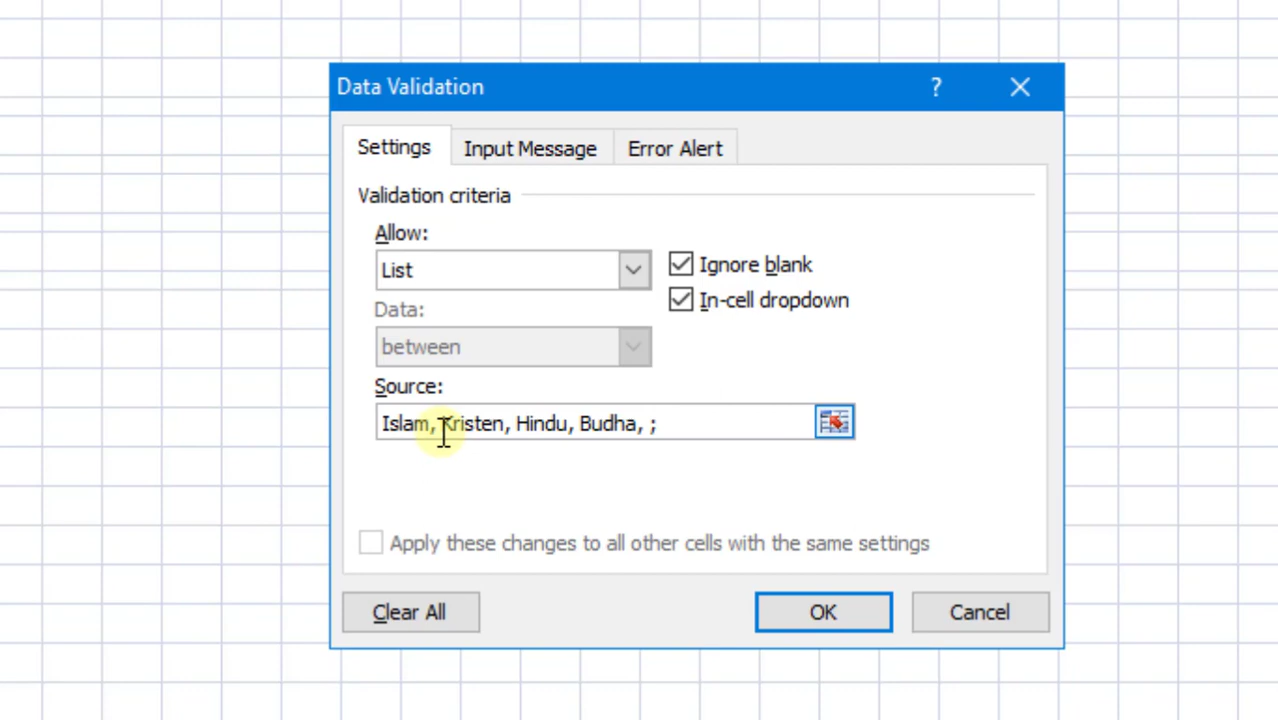 Data Validation ?
Settings Input Message Error Alert
Validation criteria
Allow:
List
Ignore blank
In-cell dropdown
Data:
between
Source:
Islam, Kristen, Hindu, Budha, ;
Apply these changes to all other cells with the same settings
Clear All OK Cancel